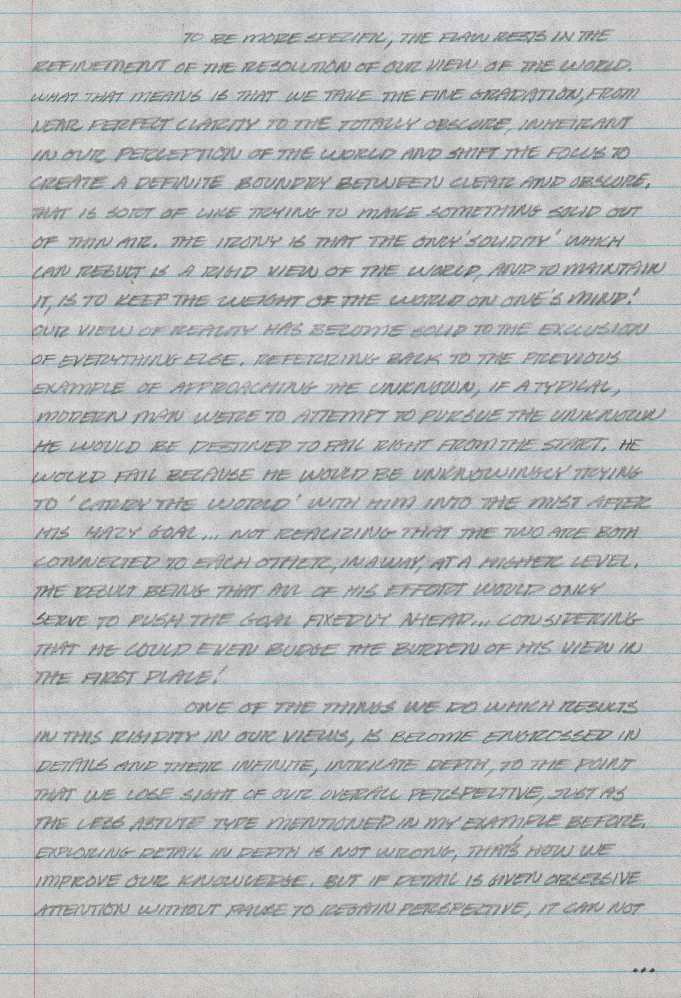 TO BE MORE SPECIFIC, THE FLAW RESTS IN THE
REFINEMENT OF THE RESOLUTION OF OUR VIEW OF THE WORLD.
WHAT THAT MEANS IS THAT WE TAKE THE FINE GRADATION, FROM
NEAR PERFECT CLARITY TO THE TOTALLY OBSCURE, INHEIRANT
IN OUR PERCEPTION OF THE WORLD AND SHIFT THE FOCUS TO
CREATE A DEFINITE BOUNDRY BETWEEN CLEAR AND OBSCURE.
THAT IS SORT OF LIKE TRYING TO MAKE SOMETHING SOLID OUT
OF THIN AIR. THE IRONY IS THAT THE ONLY 'SOLIDITY' WHICH
CAN RESULT IS A RIGID VIEW OF THE WORLD, AND TO MAINTAIN
IT, IS TO KEEP THE WEIGHT OF THE WORLD ON ONE'S MIND!
OUR VIEW OF REALITY HAS BECOME SOLID TO THE EXCLUSION
OF EVERYTHING ELSE. REFERRING BACK TO THE PREVIOUS
EXAMPLE OF APPROACHING THE UNKNOWN, IF A TYPICAL,
MODERN MAN WERE TO ATTEMPT TO PURSUE THE UNKNOWN
HE WOULD BE DESTINED TO FAIL RIGHT FROM THE START. HE
WOULD FAIL BECAUSE HE WOULD BE UNKNOWINGLY TRYING
TO 'CARRY THE WORLD' WITH HIM INTO THE MIST AFTER
HIS HAZY GOAL... NOT REALIZING THAT THE TWO ARE BOTH
CONNECTED TO EACH OTHER, IN A WAY, AT A HIGHER LEVEL.
THE RESULT BEING THAT ALL OF HIS EFFORT WOULD ONLY
SERVE TO PUSH THE GOAL FIXEDLY AHEAD... CONSIDERING
THAT HE COULD EVEN BUDGE THE BURDEN OF HIS VIEW IN
THE FIRST PLACE!
ONE OF THE THINGS WE DO WHICH RESULTS
IN THIS RIGIDITY IN OUR VIEWS, IS BECOME ENGROSSED IN
DETAILS AND THEIR INFINITE, INTRICATE DEPTH, TO THE POINT
THAT WE LOSE SIGHT OF OUR OVERALL PERSPECTIVE, JUST AS
THE LESS ASTUTE TYPE MENTIONED IN MY EXAMPLE BEFORE.
EXPLORING DETAIL IN DEPTH IS NOT WRONG, THAT'S HOW WE
IMPROVE OUR KNOWLEDGE. BUT IF DETAIL IS GIVEN OBSESSIVE
ATTENTION WITHOUT PAUSE TO REGAIN PERSPECTIVE, IT CAN NOT
...